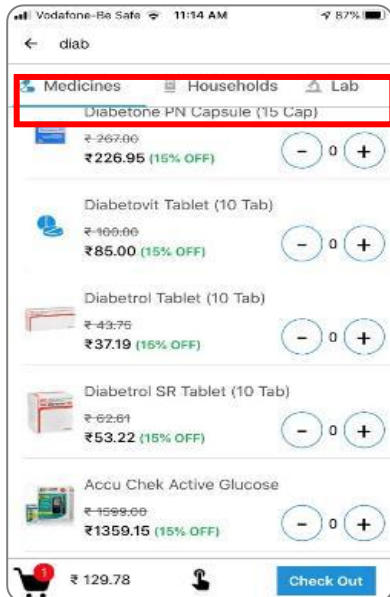 Vodafone-Be Safe 11:14 AM 87%
diab
Medicines Households Lab
Diabetone PN Capsule (15 Cap)
₹ 267.00
₹226.95 (15% OFF)
- 0 +
Diabetovit Tablet (10 Tab)
₹ 100.00
₹85.00 (15% OFF)
- 0 +
Diabetrol Tablet (10 Tab)
₹ 43.75
₹37.19 (15% OFF)
- 0 +
Diabetrol SR Tablet (10 Tab)
₹ 62.61
₹53.22 (15% OFF)
- 0 +
Accu Chek Active Glucose
₹ 1599.00
₹1359.15 (15% OFF)
- 0 +
1 ₹ 129.78 Check Out